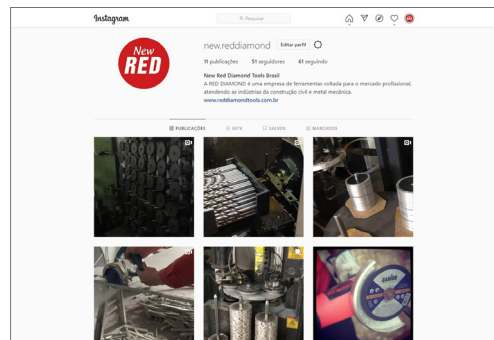 Instagram
Pesquisar
New
RED
new.reddiamond
Editar perfil
11 publicações 51 seguidores 61 seguindo
New Red Diamond Tools Brasil
A RED DIAMOND é uma empresa de ferramentas voltada para o mercado profissional,
atendendo as indústrias da construção civil e metal mecânica.
www.reddiamondtools.com.br
PUBLICAÇÕES IGTV SALVOS MARCADOS